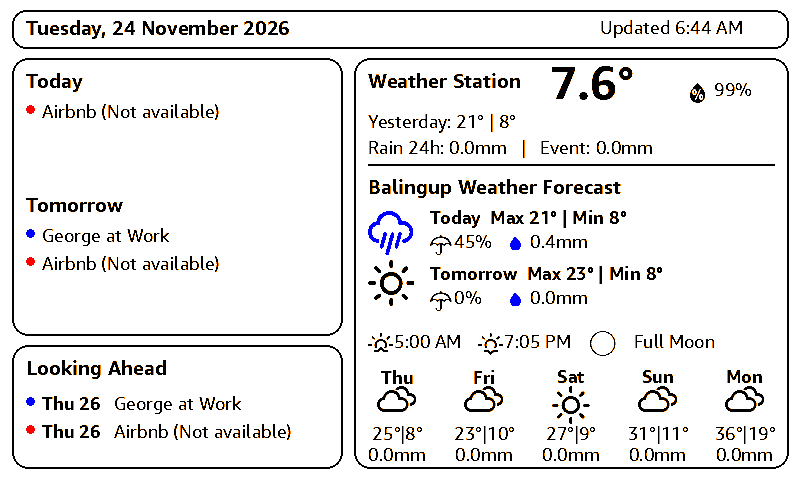 Tuesday, 24 November 2026
Updated 6:44 AM
Today
Airbnb (Not available)
Tomorrow
George at Work
Airbnb (Not available)
Looking Ahead
Thu 26 George at Work
Thu 26 Airbnb (Not available)
Weather Station 7.6° 99%
Yesterday: 21° | 8°
Rain 24h: 0.0mm | Event: 0.0mm
Balingup Weather Forecast
Today Max 21° | Min 8°
45% 0.4mm
Tomorrow Max 23° | Min 8°
0% 0.0mm
5:00 AM 7:05 PM Full Moon
Thu Fri Sat Sun Mon
25°|8° 23°|10° 27°|9° 31°|11° 36°|19°
0.0mm 0.0mm 0.0mm 0.0mm 0.0mm